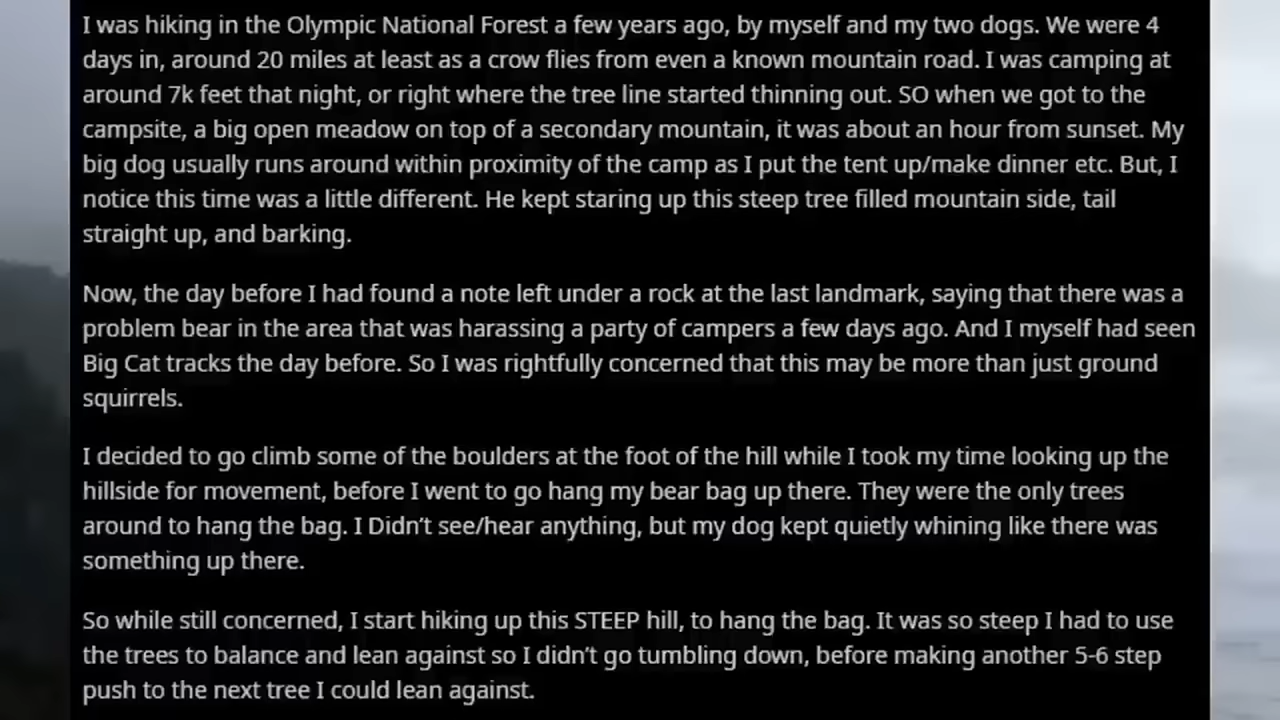 I was hiking in the Olympic National Forest a few years ago, by myself and my two dogs. We were 4
days in, around 20 miles at least as a crow flies from even a known mountain road. I was camping at
around 7k feet that night, or right where the tree line started thinning out. SO when we got to the
campsite, a big open meadow on top of a secondary mountain, it was about an hour from sunset. My
big dog usually runs around within proximity of the camp as I put the tent up/make dinner etc. But, I
notice this time was a little different. He kept staring up this steep tree filled mountain side, tail
straight up, and barking.
Now, the day before I had found a note left under a rock at the last landmark, saying that there was a
problem bear in the area that was harassing a party of campers a few days ago. And I myself had seen
Big Cat tracks the day before. So I was rightfully concerned that this may be more than just ground
squirrels.
I decided to go climb some of the boulders at the foot of the hill while I took my time looking up the
hillside for movement, before I went to go hang my bear bag up there. They were the only trees
around to hang the bag. I Didn't see/hear anything, but my dog kept quietly whining like there was
something up there.
So while still concerned, I start hiking up this STEEP hill, to hang the bag. It was so steep I had to use
the trees to balance and lean against so I didn't go tumbling down, before making another 5-6 step
push to the next tree I could lean against.